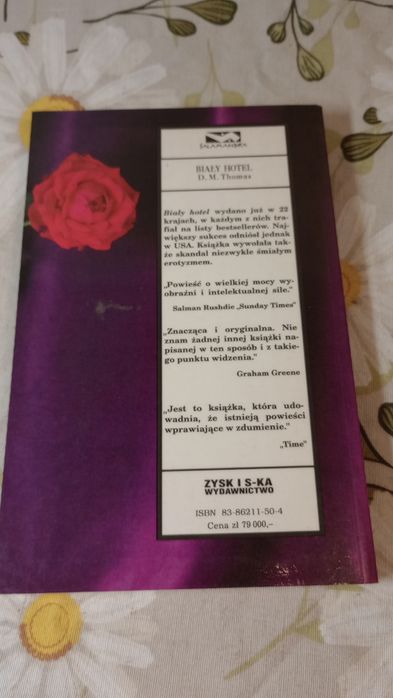 SALAMANDRA
BIAŁY HOTEL
D. M. Thomas
Biały hotel wydano już w 22
krajach, w każdym z nich tra-
fiał na listy bestsellerów. Naj-
większy sukces odniósł jednak
w USA. Książka wywołała tak-
że skandal niezwykle śmiałym
erotyzmem.
„Powieść o wielkiej mocy wy-
obraźni i intelektualnej sile."
Salman Rushdie „Sunday Times"
„Znacząca i oryginalna. Nie
znam żadnej innej książki na-
pisanej w ten sposób i z takie-
go punktu widzenia."
Graham Greene
„Jest to książka, która udo-
wadnia, że istnieją powieści
wprawiające w zdumienie."
„Time"
ZYSK I S-KA
WYDAWNICTWO
ISBN 83-86211-50-4
Cena zł 79 000,–